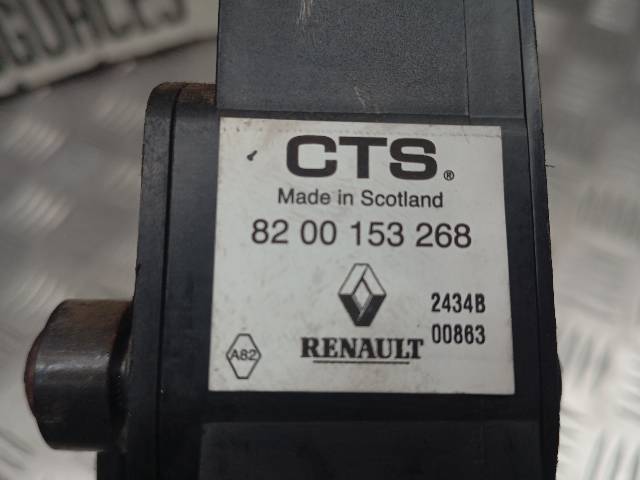 CTS®
Made in Scotland
82 00 153 268
2434B
00863
A82
RENAULT